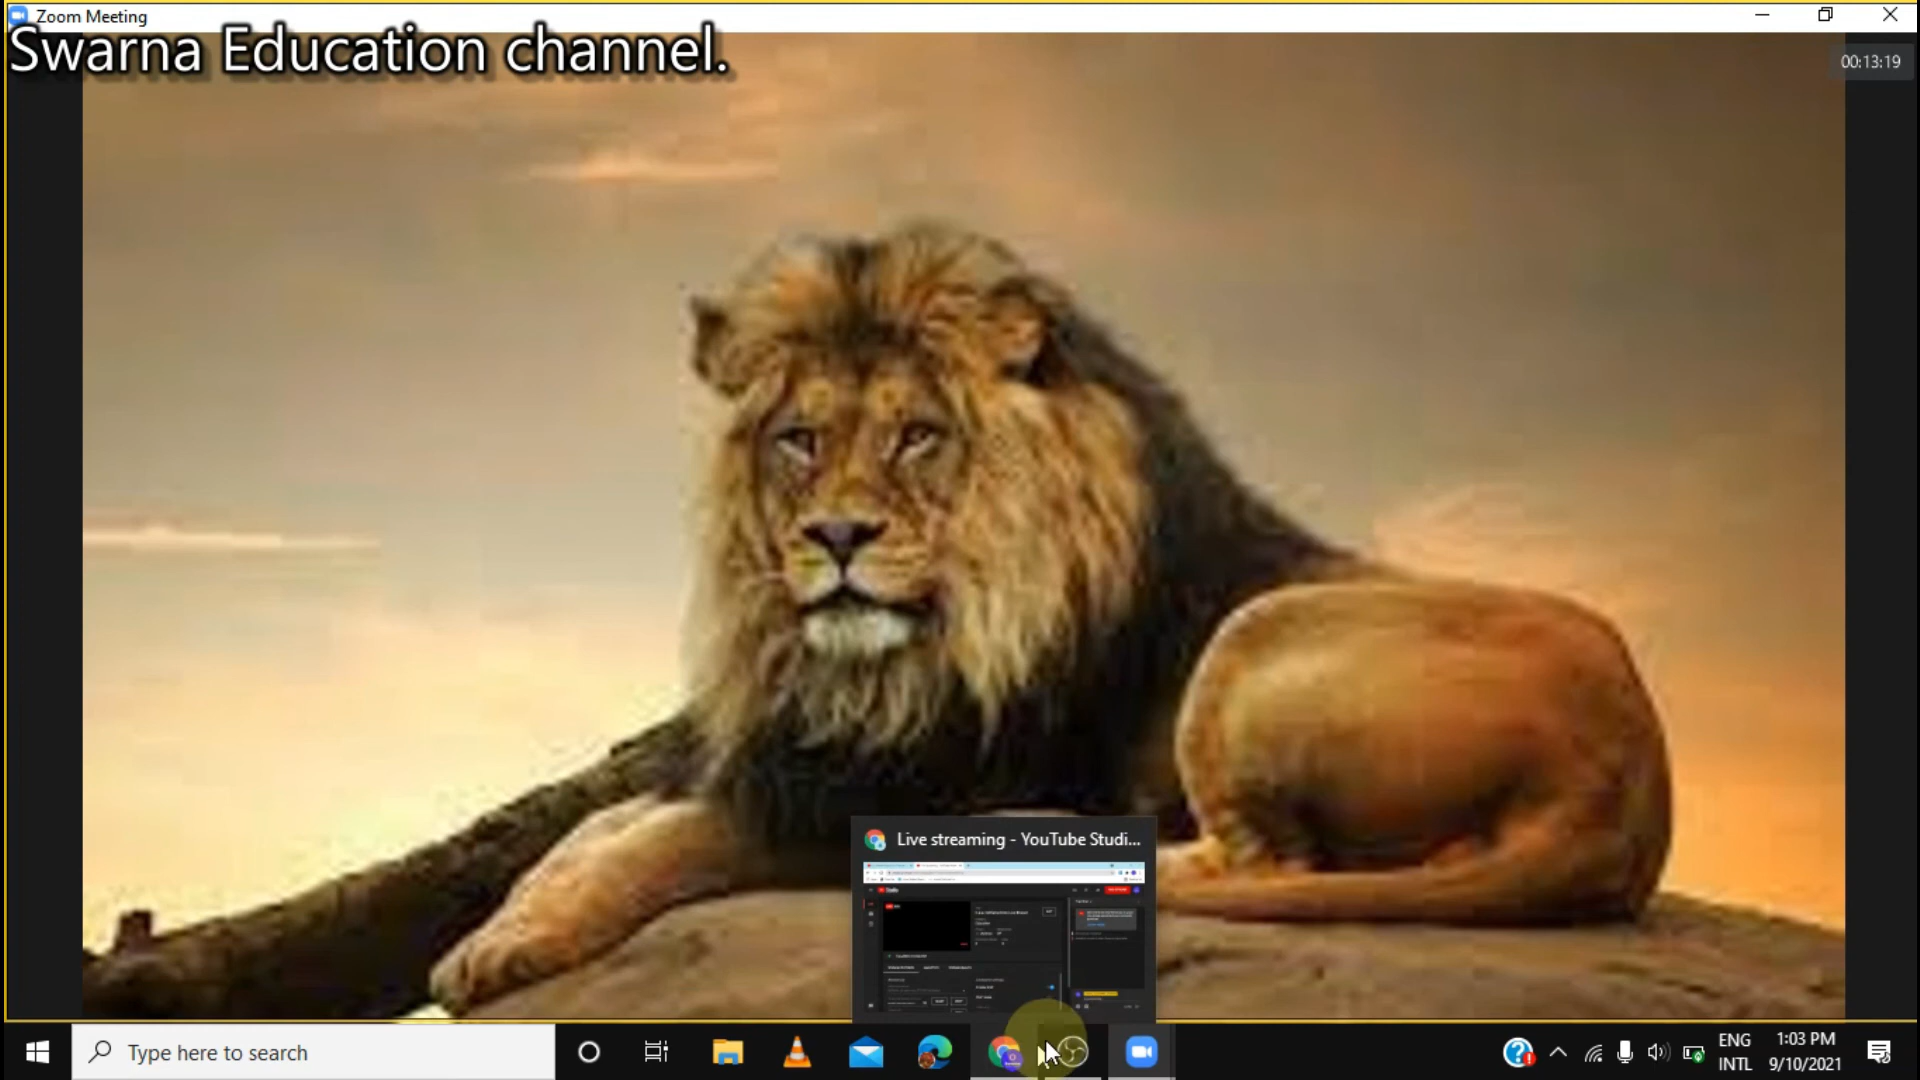 Zoom Meeting
Swarna Education channel.
00:13:19
Live streaming - YouTube Studi...
Type here to search
ENG
INTL
1:03 PM
9/10/2021